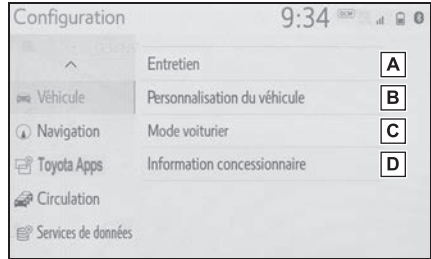 Configuration 9:34 DCM
Entretien A
Véhicule Personnalisation du véhicule B
Navigation Mode voiturier C
Toyota Apps Information concessionnaire D
Circulation
Services de données